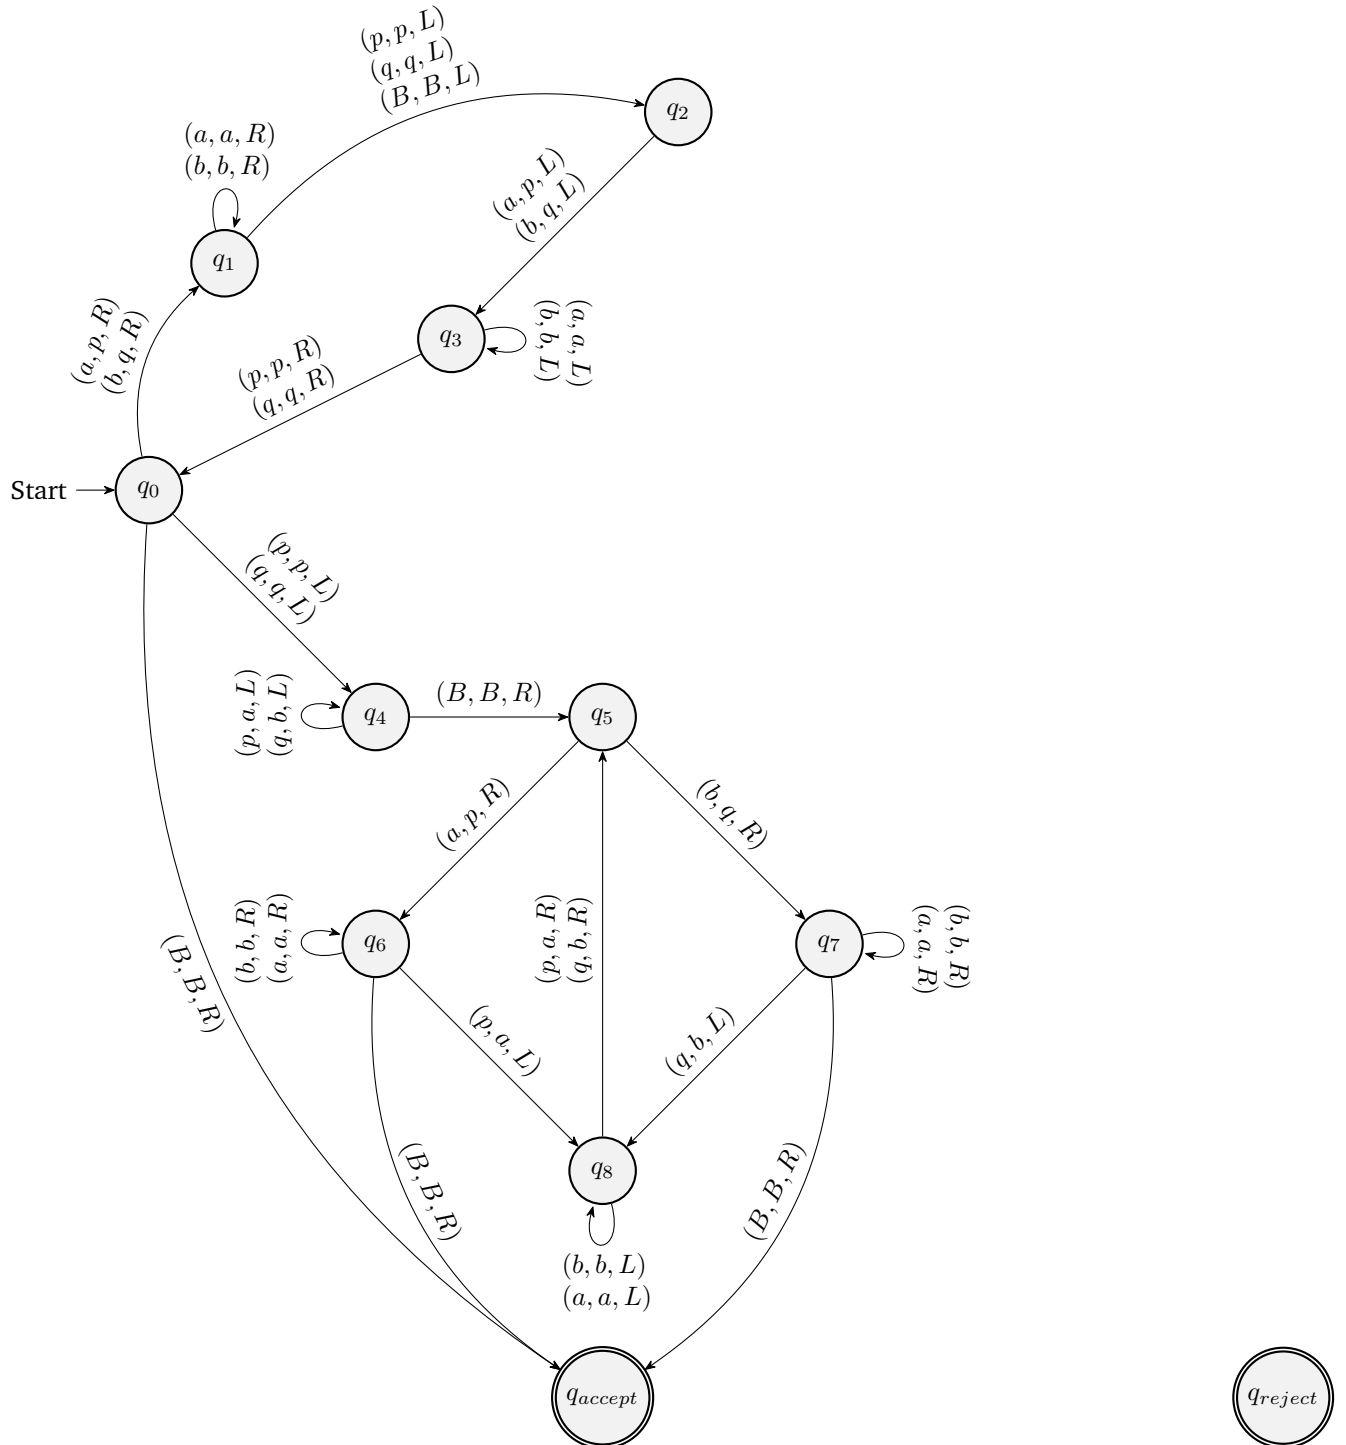 (p, p, L)
(q, q, L)
(B, B, L)
q2
(a, a, R)
(b, b, R)
(a, p, L)
(b, q, L)
q1
(a, p, R)
(b, q, R)
(p, p, R)
(q, q, R)
q3
(a, a, L)
(b, b, L)
Start
q0
(p, p, L)
(q, q, L)
(p, a, L)
(q, b, L)
q4
(B, B, R)
q5
(a, p, R)
(b, q, R)
(b, b, R)
(a, a, R)
q6
(p, a, R)
(q, b, R)
q7
(b, b, R)
(a, a, R)
(B, B, R)
(p, a, L)
(q, b, L)
(B, B, R)
q8
(B, B, R)
(b, b, L)
(a, a, L)
qaccept
qreject